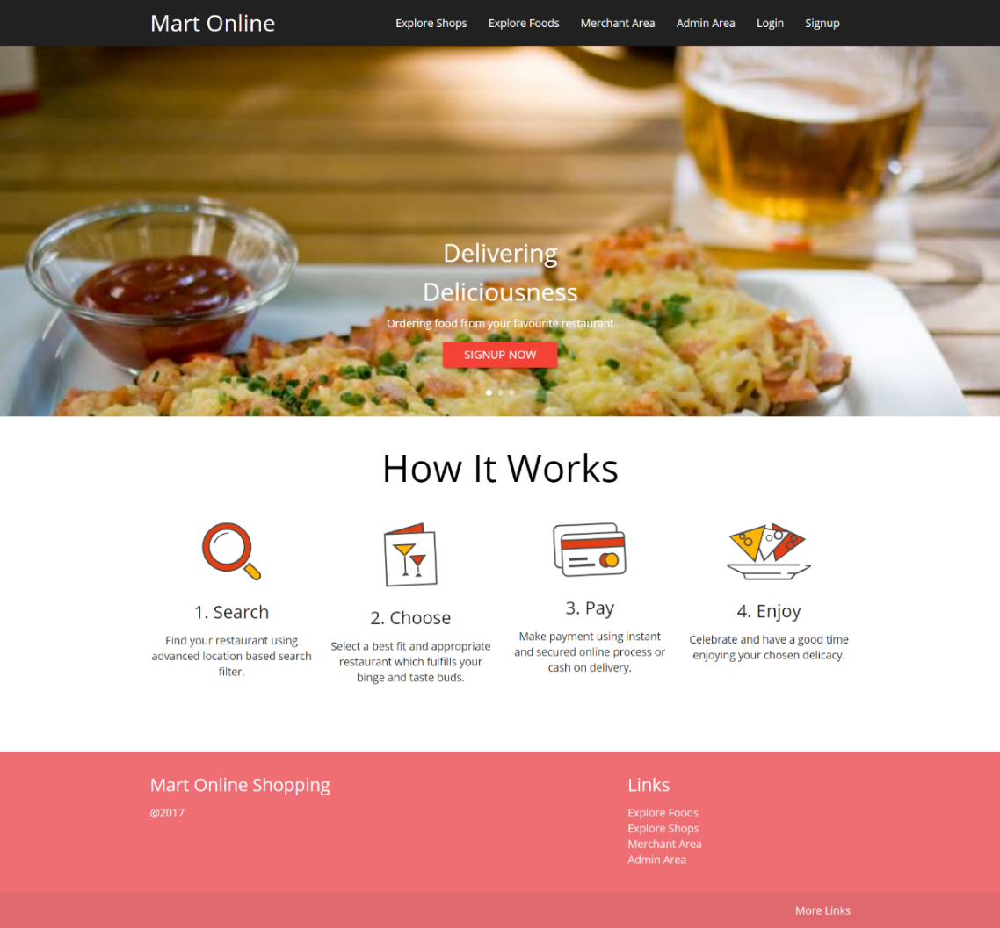 Mart Online
Explore Shops Explore Foods Merchant Area Admin Area Login Signup
Delivering
Deliciousness
Ordering food from your favourite restaurant
SIGNUP NOW
How It Works
1. Search
Find your restaurant using
advanced location based search
filter.
2. Choose
Select a best fit and appropriate
restaurant which fulfills your
binge and taste buds.
3. Pay
Make payment using instant
and secured online process or
cash on delivery.
4. Enjoy
Celebrate and have a good time
enjoying your chosen delicacy.
Mart Online Shopping
@2017
Links
Explore Foods
Explore Shops
Merchant Area
Admin Area
More Links